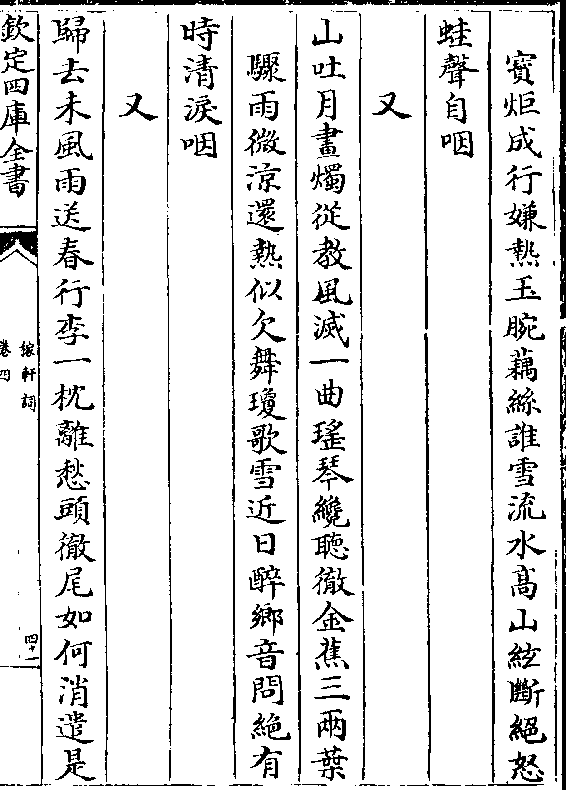 寳炬成行嫌熱玉腕藕絲誰雪流水髙山絃斷絕怒
蛙聲自咽
又
山吐月畫燭從教風滅一曲瑤琴纔聽徹金蕉三兩葉
驟雨微涼還熱似欠舞瓊歌雪近日醉鄉音問絶有
時清淚咽
又
歸去未風雨送春行李一枕離愁頭徹尾如何消遣是
欽定四庫全書
稼軒詞
卷四
四十一